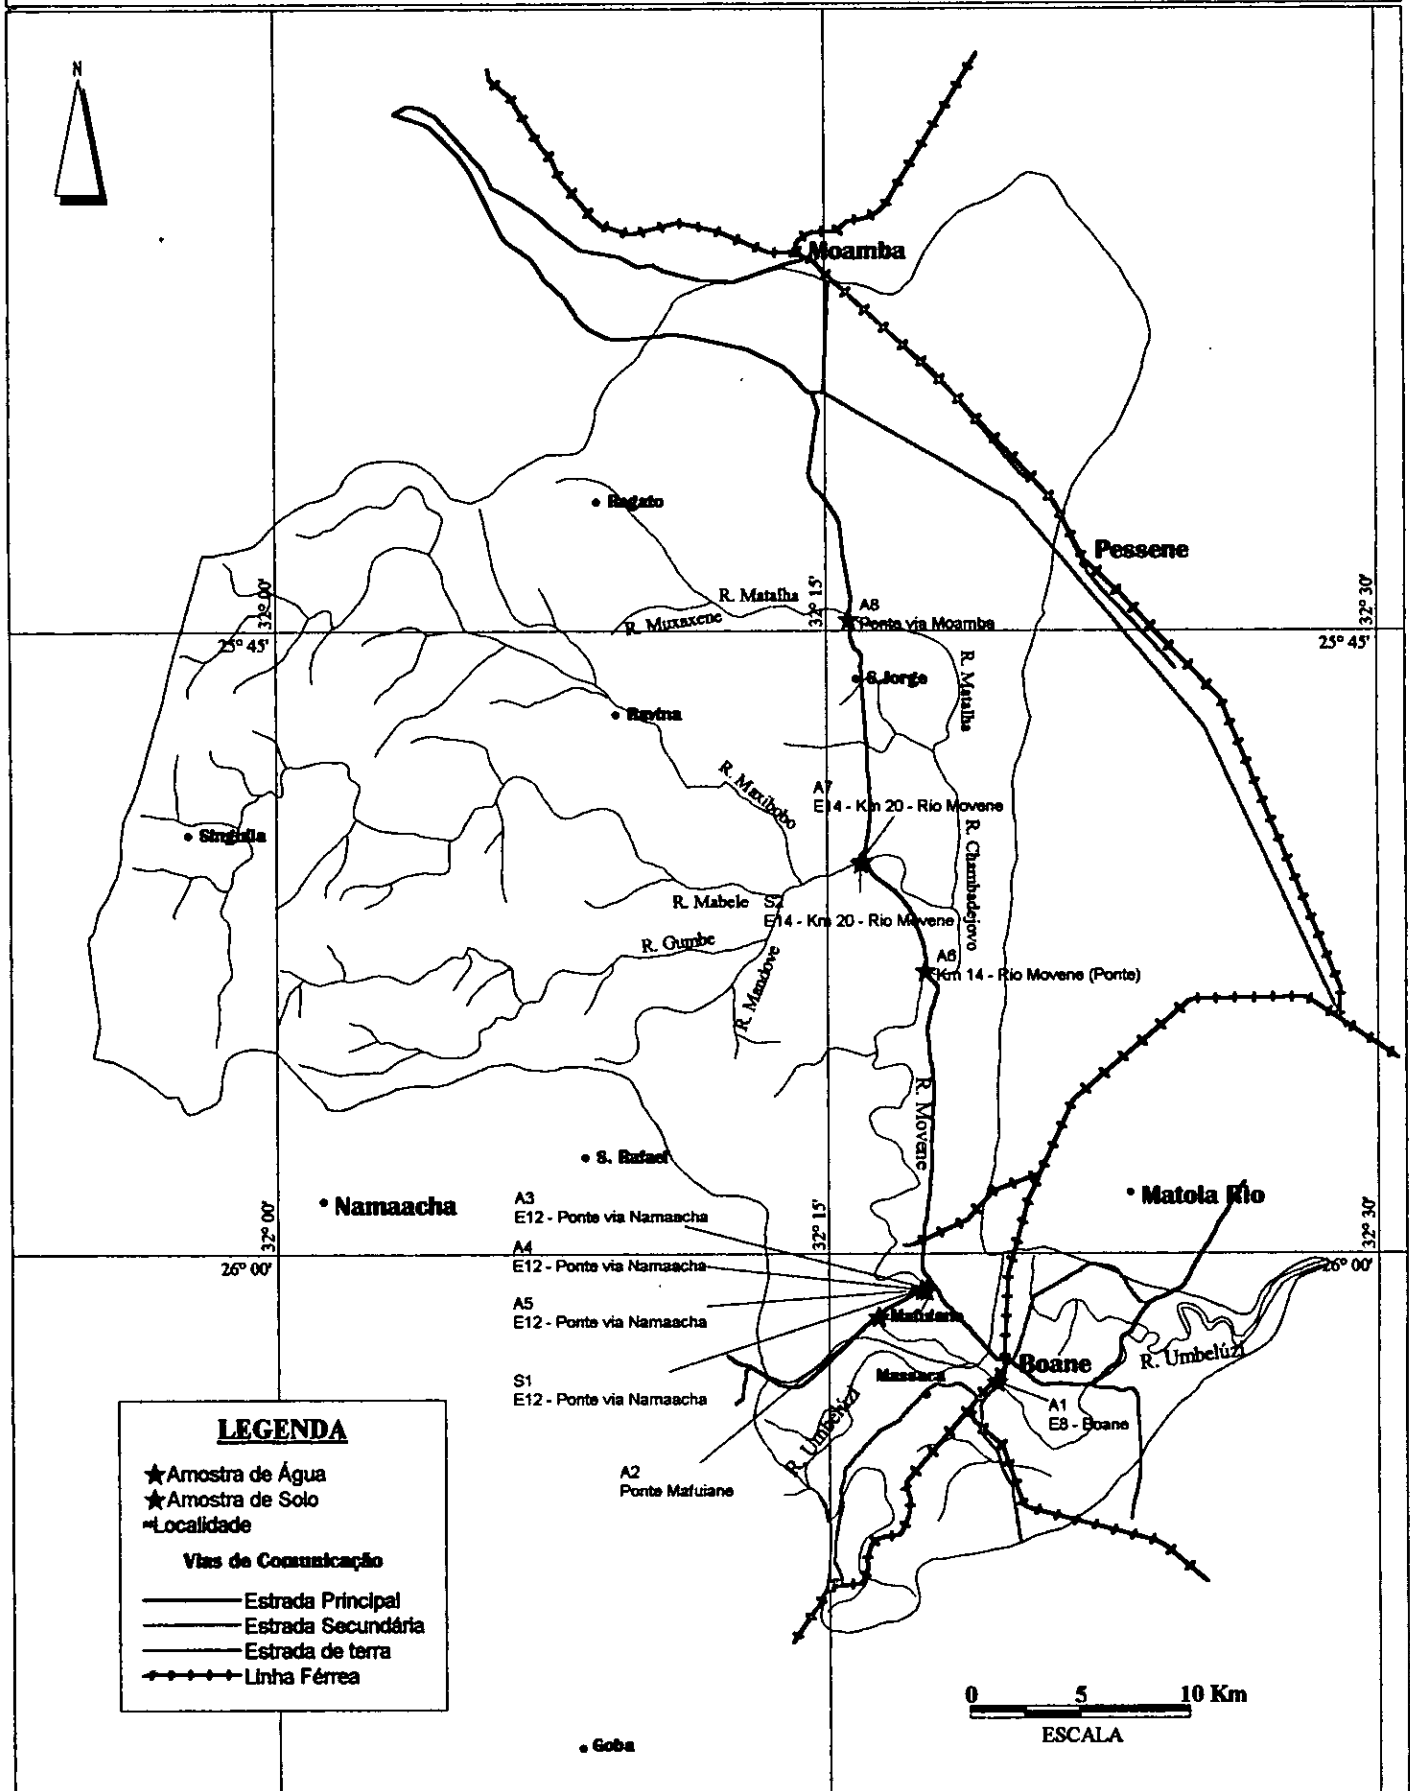 N
Moamba
Ragato
Pessene
R. Matalha
A8
R. Muxaxene
Ponte via Moamba
32° 00'
32° 15'
32° 30'
25° 45'
25° 45'
S.Jorge
R. Matalha
Ravina
R. Maxibobo
A7
E14 - Km 20 - Rio Movene
Singuila
R. Chambadejovo
R. Mabele
S2
E14 - Km 20 - Rio Movene
R. Gumbe
R. Mandove
A6
Km 14 - Rio Movene (Ponte)
R. Movene
S. Rafael
Namaacha
Matola Rio
A3
E12 - Ponte via Namaacha
32° 00'
32° 15'
32° 30'
A4
E12 - Ponte via Namaacha
26° 00'
26° 00'
A5
E12 - Ponte via Namaacha
Mafuiane
R. Umbelúzi
Boane
Massaca
S1
E12 - Ponte via Namaacha
A1
E8 - Boane
R. Umbelúzi
A2
Ponte Mafuiane
LEGENDA
Amostra de Água
Amostra de Solo
Localidade
Vias de Comunicação
Estrada Principal
Estrada Secundária
Estrada de terra
Linha Férrea
0 5 10 Km
ESCALA
Goba